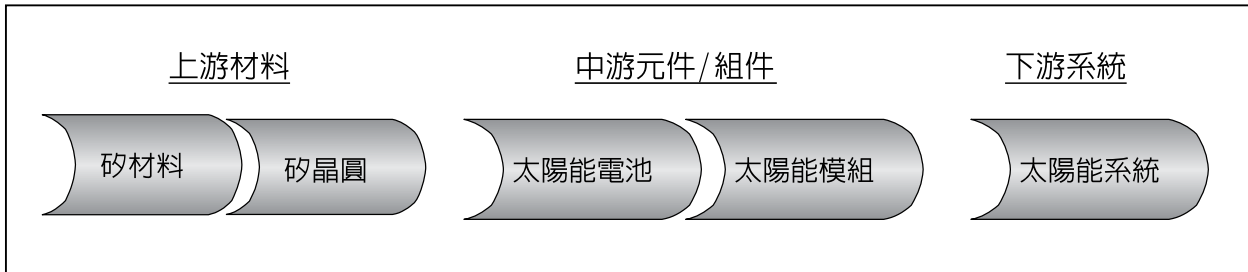 上游材料
中游元件/組件
下游系統
矽材料
矽晶圓
太陽能電池
太陽能模組
太陽能系統